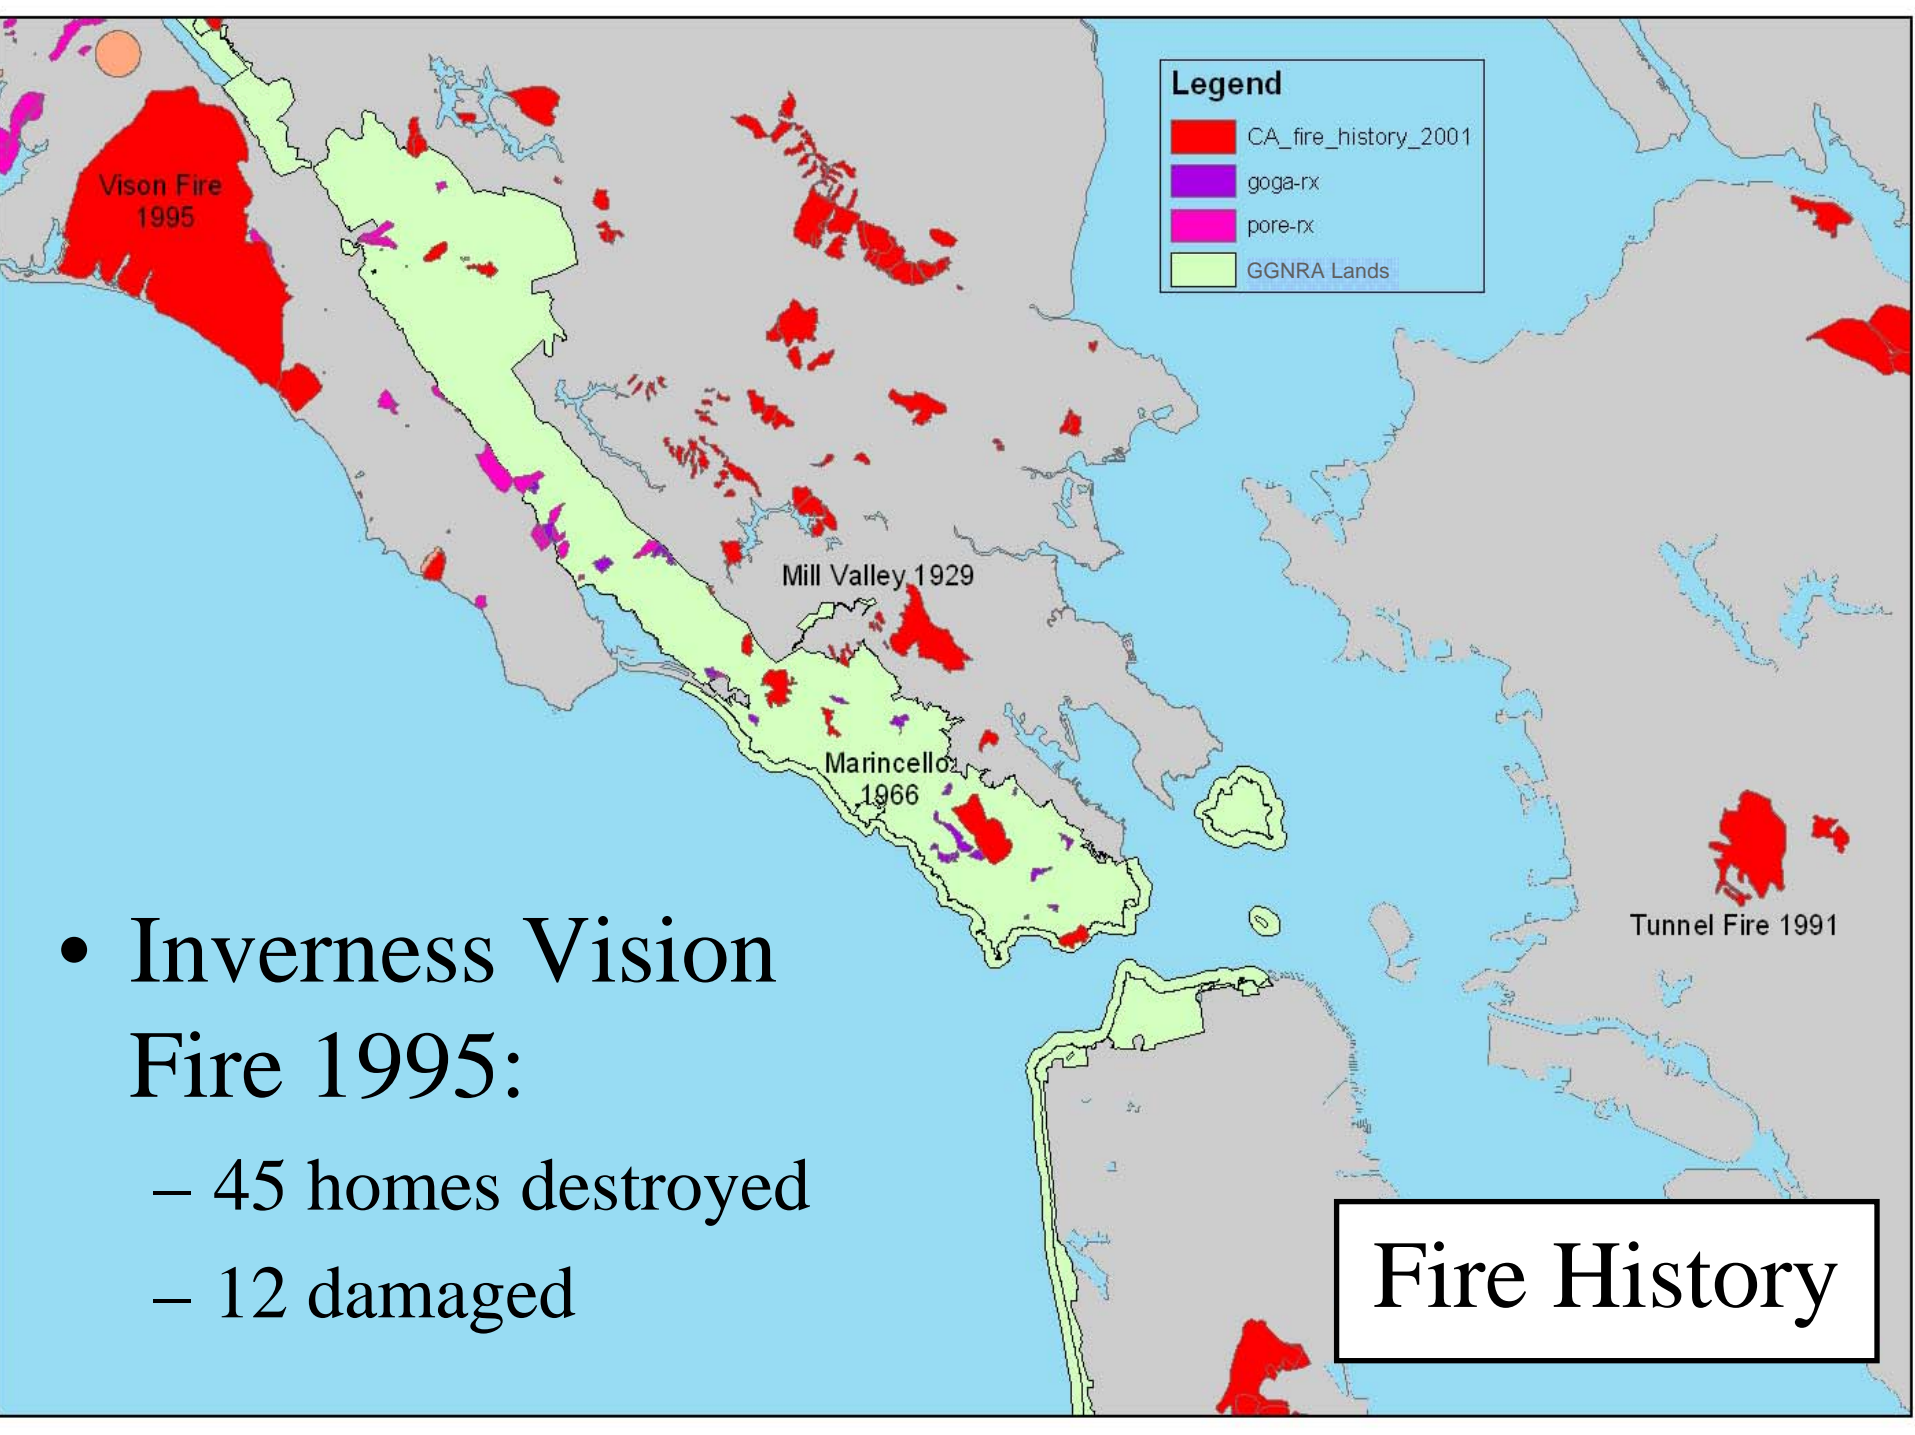 Legend
CA_fire_history_2001
goga-rx
pore-rx
GGNRA Lands
Vison Fire
1995
Mill Valley 1929
Marincello
1966
Tunnel Fire 1991
• Inverness Vision
Fire 1995:
– 45 homes destroyed
– 12 damaged
Fire History